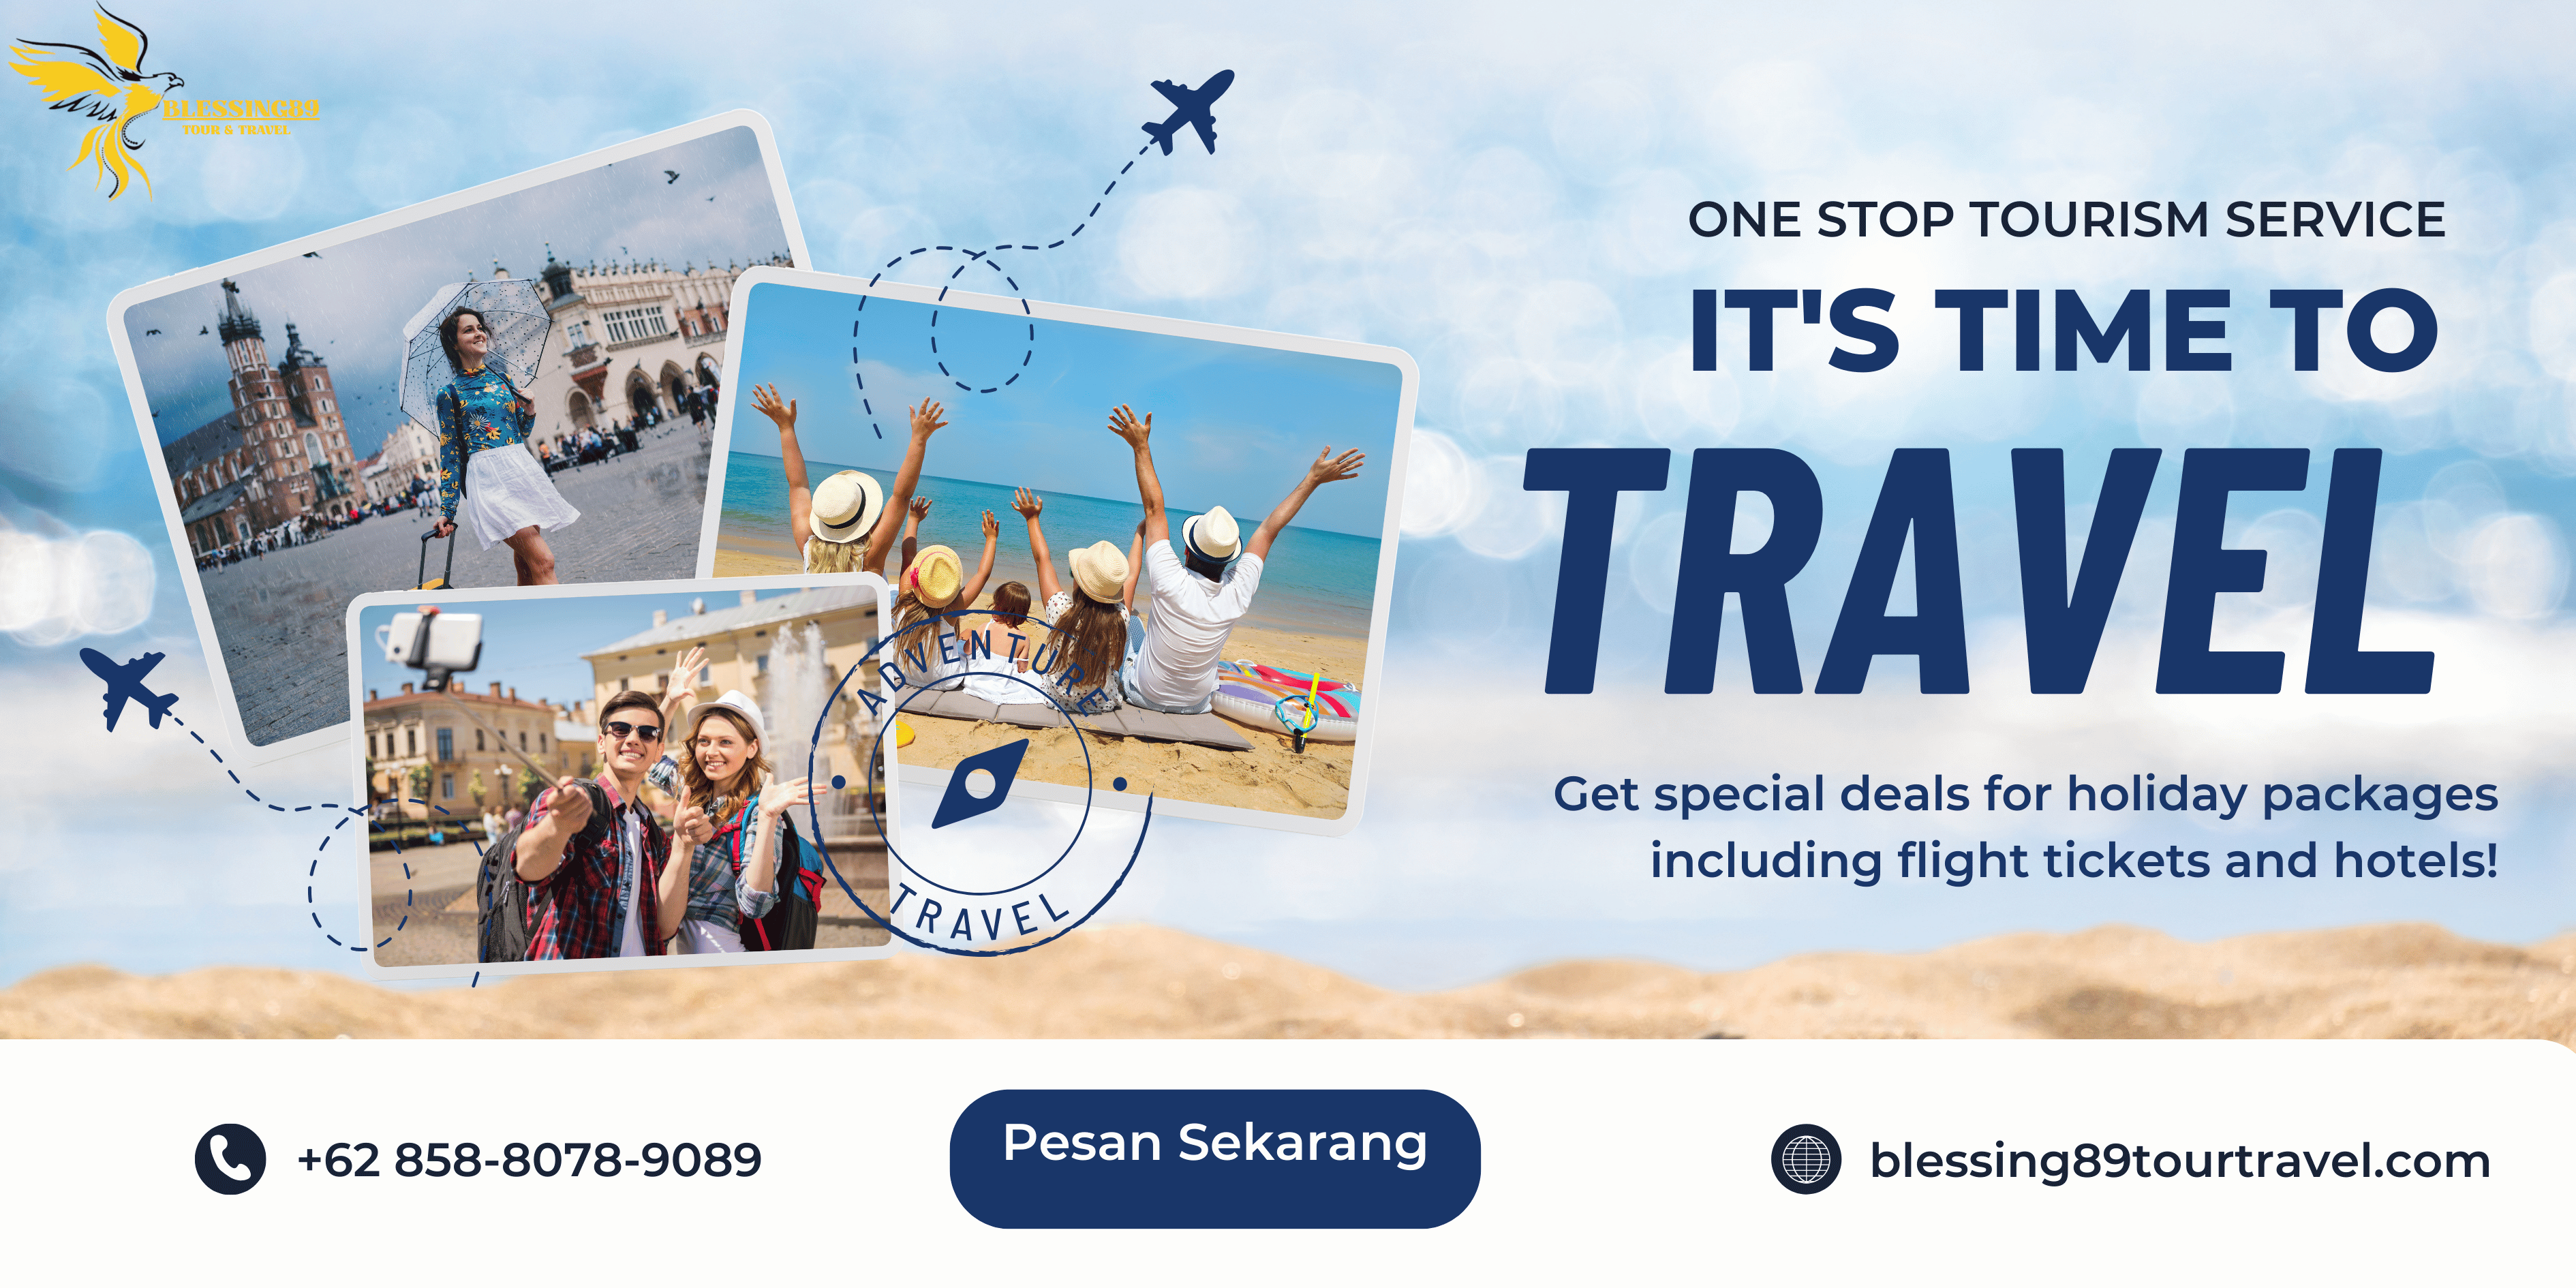 BLESSING89
TOUR & TRAVEL
ONE STOP TOURISM SERVICE
IT'S TIME TO
TRAVEL
Get special deals for holiday packages
including flight tickets and hotels!
ADVENTURE
TRAVEL
+62 858-8078-9089
Pesan Sekarang
blessing89tourtravel.com